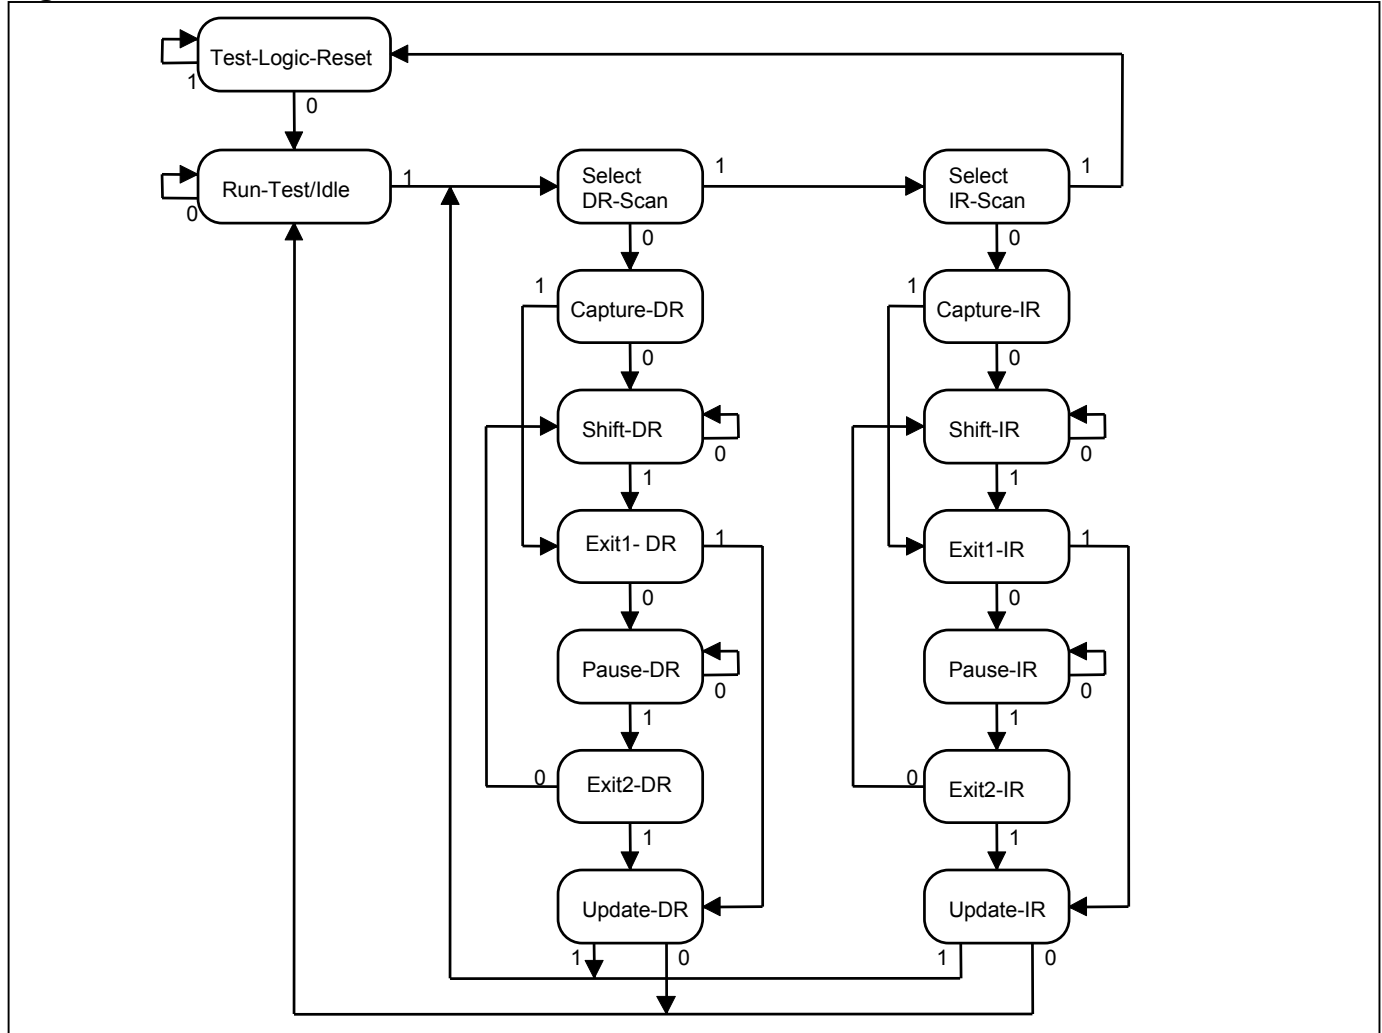 Test-Logic-Reset
1
0
Run-Test/Idle
0
1
Select
DR-Scan
1
0
Select
IR-Scan
1
0
1
Capture-DR
0
1
Capture-IR
0
Shift-DR
0
1
Shift-IR
0
1
Exit1- DR
1
0
Exit1-IR
1
0
Pause-DR
0
1
Pause-IR
0
1
0
Exit2-DR
1
0
Exit2-IR
1
Update-DR
1
0
Update-IR
1
0